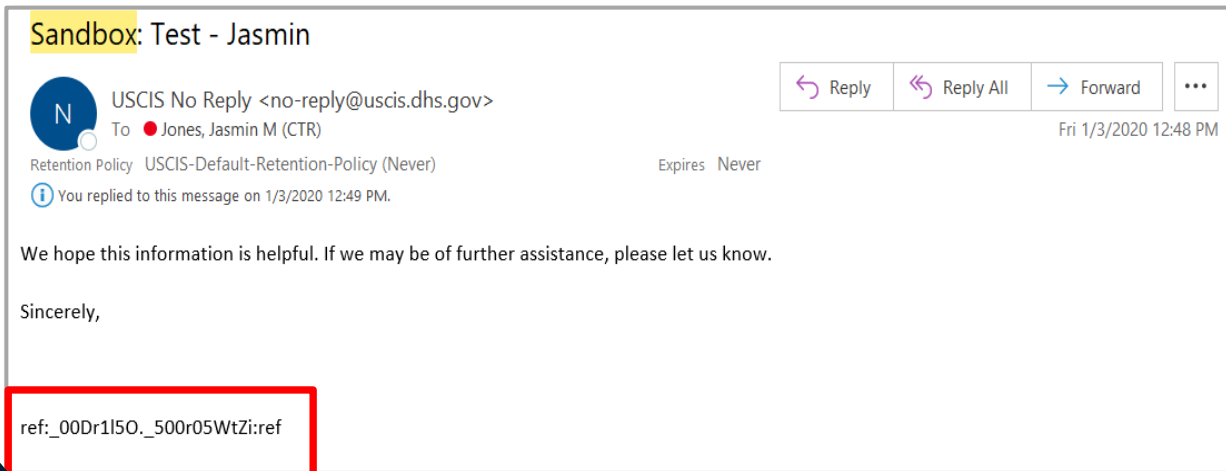 Sandbox: Test - Jasmin
N
USCIS No Reply <no-reply@uscis.dhs.gov>
To Jones, Jasmin M (CTR)
Reply
Reply All
Forward
Fri 1/3/2020 12:48 PM
Retention Policy USCIS-Default-Retention-Policy (Never)
Expires Never
You replied to this message on 1/3/2020 12:49 PM.
We hope this information is helpful. If we may be of further assistance, please let us know.
Sincerely,
ref:_00Dr1l5O._500r05WtZi:ref